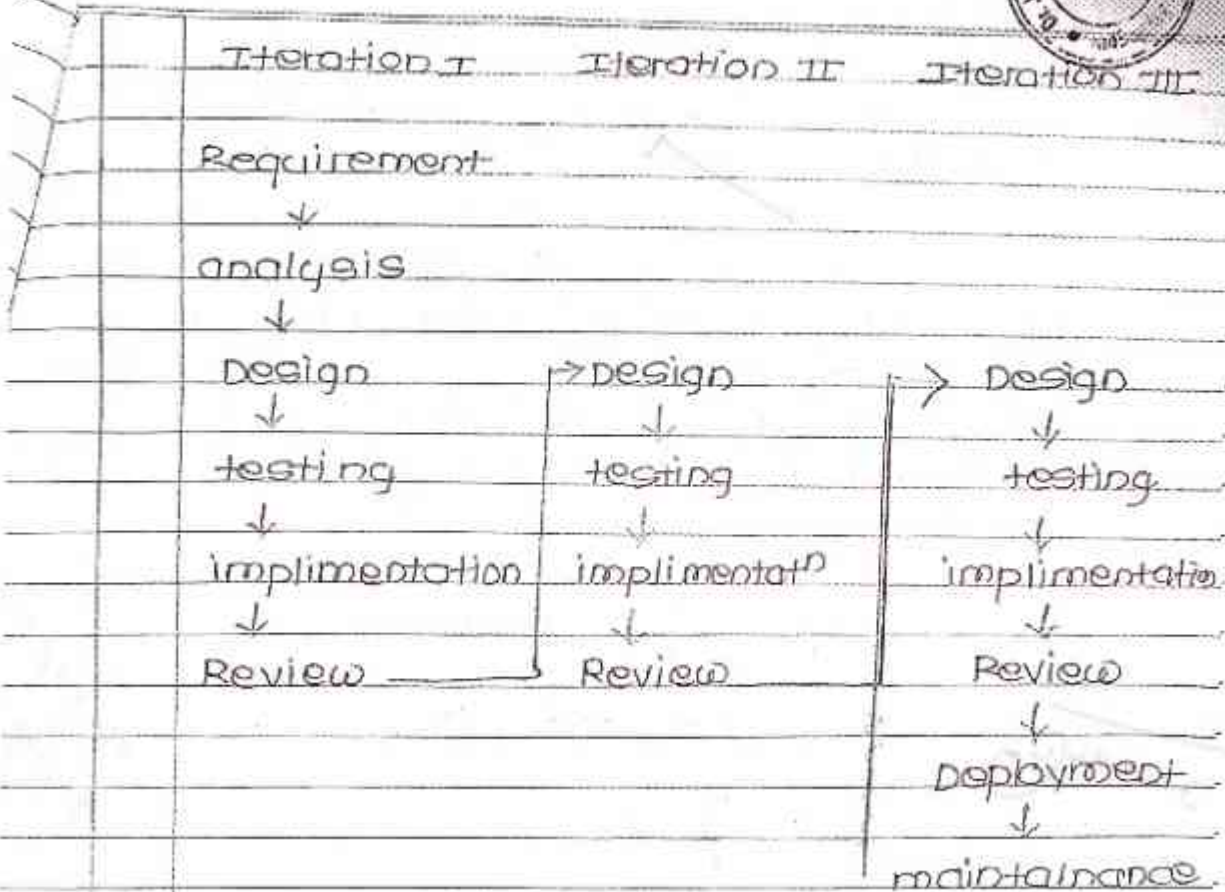 Iteration I Iteration II Iteration III
Requirement
↓
analysis
↓
Design → Design → Design
↓ ↓ ↓
testing testing testing
↓ ↓ ↓
implimentation implimentatn implimentatio
↓ ↓ ↓
Review Review Review
↓
Deployment
↓
maintainance.